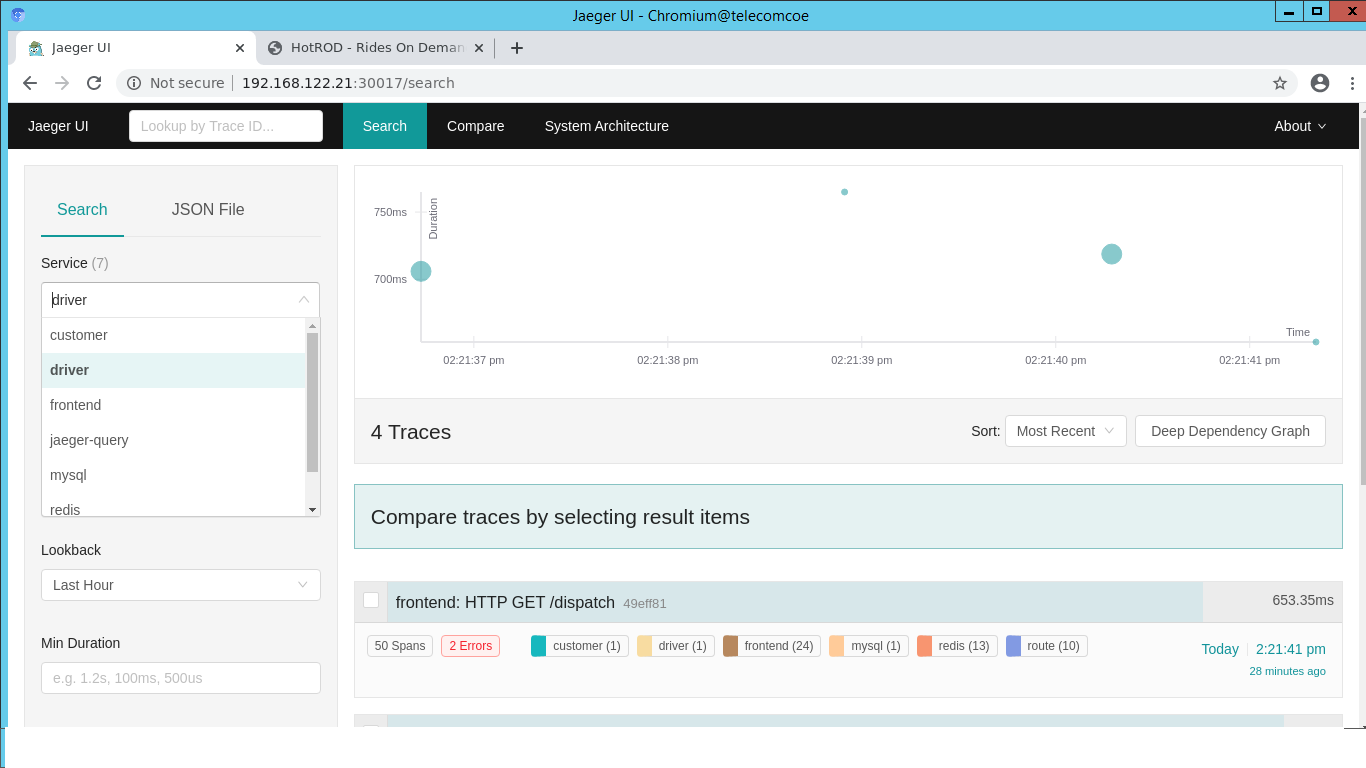 Jaeger UI - Chromium@telecomcoe
Jaeger UI
HotROD - Rides On Deman
Not secure
192.168.122.21:30017/search
Jaeger UI
Lookup by Trace ID...
Search
Compare
System Architecture
About
Search
JSON File
Service (7)
driver
customer
driver
frontend
jaeger-query
mysql
redis
Lookback
Last Hour
Min Duration
e.g. 1.2s, 100ms, 500us
750ms
700ms
Duration
Time
02:21:37 pm
02:21:38 pm
02:21:39 pm
02:21:40 pm
02:21:41 pm
4 Traces
Sort:
Most Recent
Deep Dependency Graph
Compare traces by selecting result items
frontend: HTTP GET /dispatch 49eff81
653.35ms
50 Spans
2 Errors
customer (1)
driver (1)
frontend (24)
mysql (1)
redis (13)
route (10)
Today
2:21:41 pm
28 minutes ago